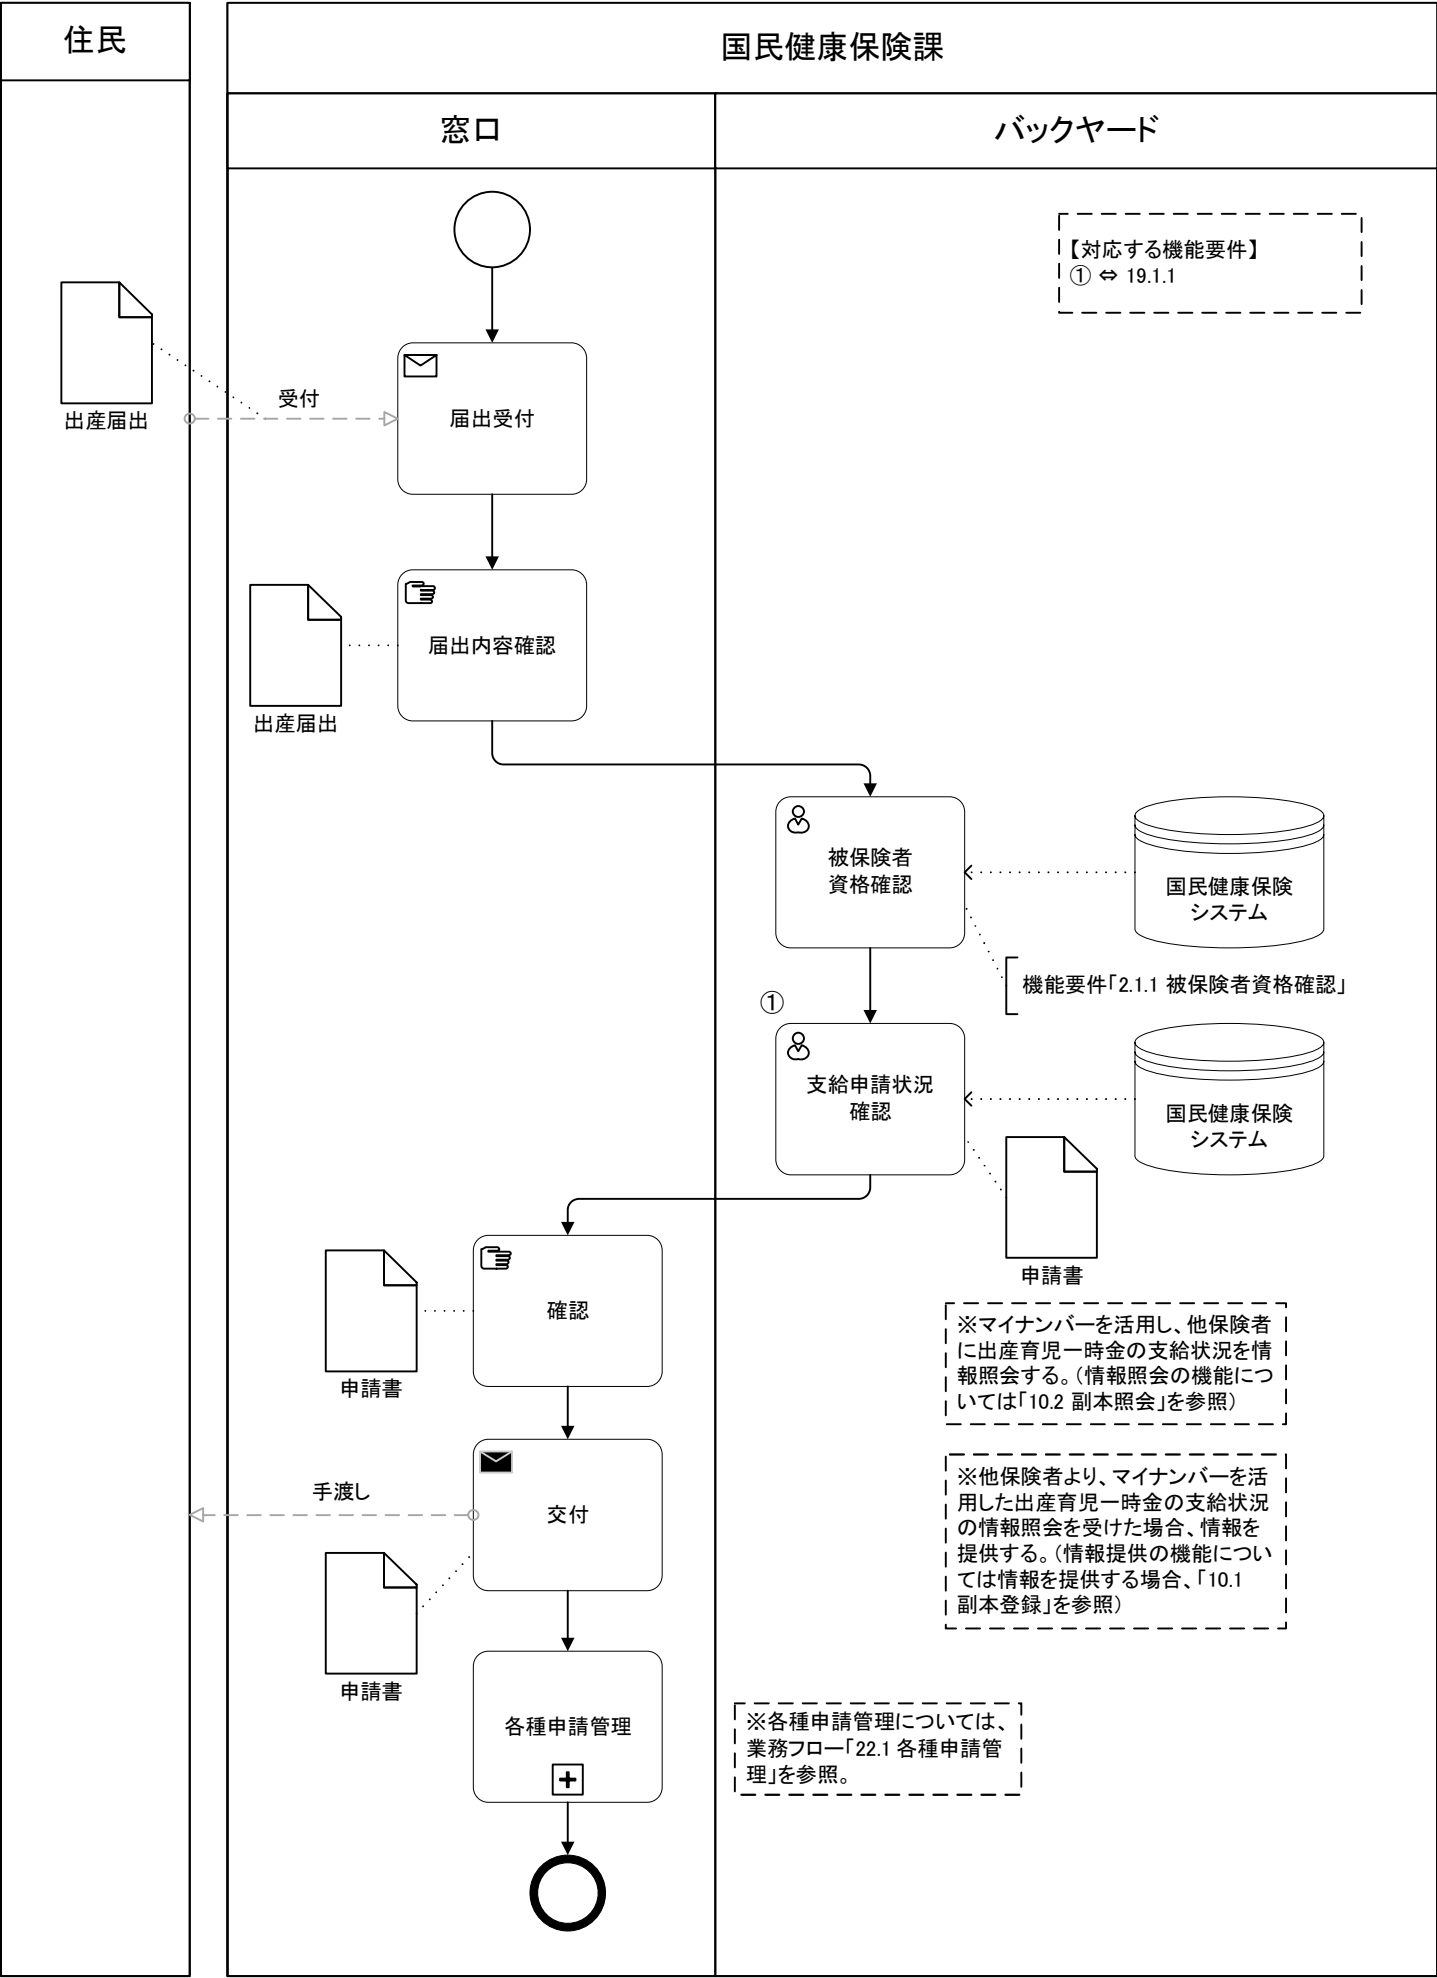 住民
国民健康保険課
窓口
バックヤード
【対応する機能要件】
① ⇔ 19.1.1
出産届出
受付
届出受付
届出内容確認
出産届出
被保険者
資格確認
国民健康保険
システム
機能要件「2.1.1 被保険者資格確認」
①
支給申請状況
確認
国民健康保険
システム
申請書
確認
申請書
※マイナンバーを活用し、他保険者
に出産育児一時金の支給状況を情
報照会する。（情報照会の機能につ
いては「10.2 副本照会」を参照）
手渡し
交付
申請書
※他保険者より、マイナンバーを活
用した出産育児一時金の支給状況
の情報照会を受けた場合、情報を
提供する。（情報提供の機能につい
ては情報を提供する場合、「10.1
副本登録」を参照）
各種申請管理
※各種申請管理については、
業務フロー「22.1 各種申請管
理」を参照。